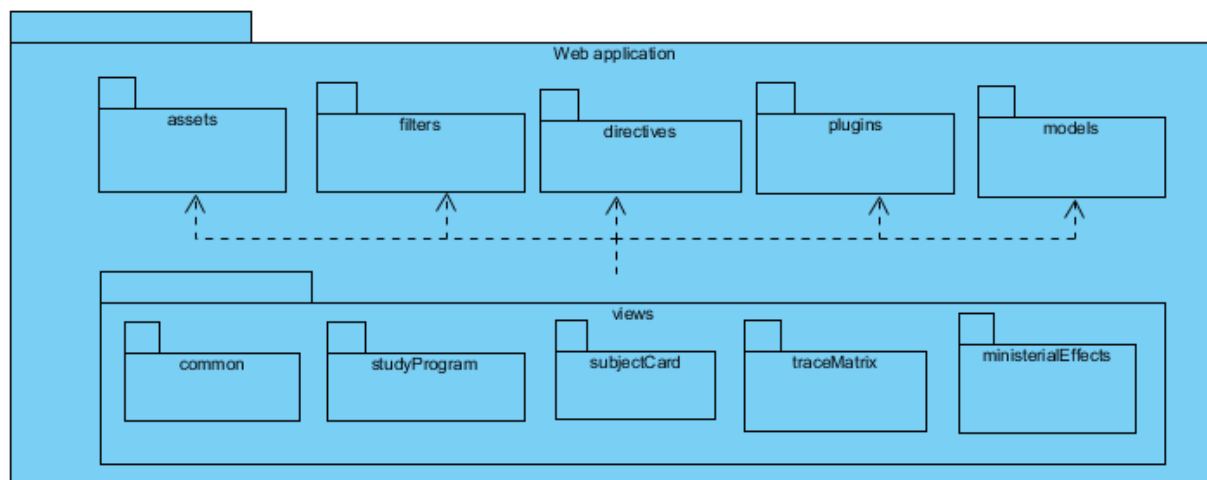 Web application
assets
filters
directives
plugins
models
views
common
studyProgram
subjectCard
traceMatrix
ministerialEffects